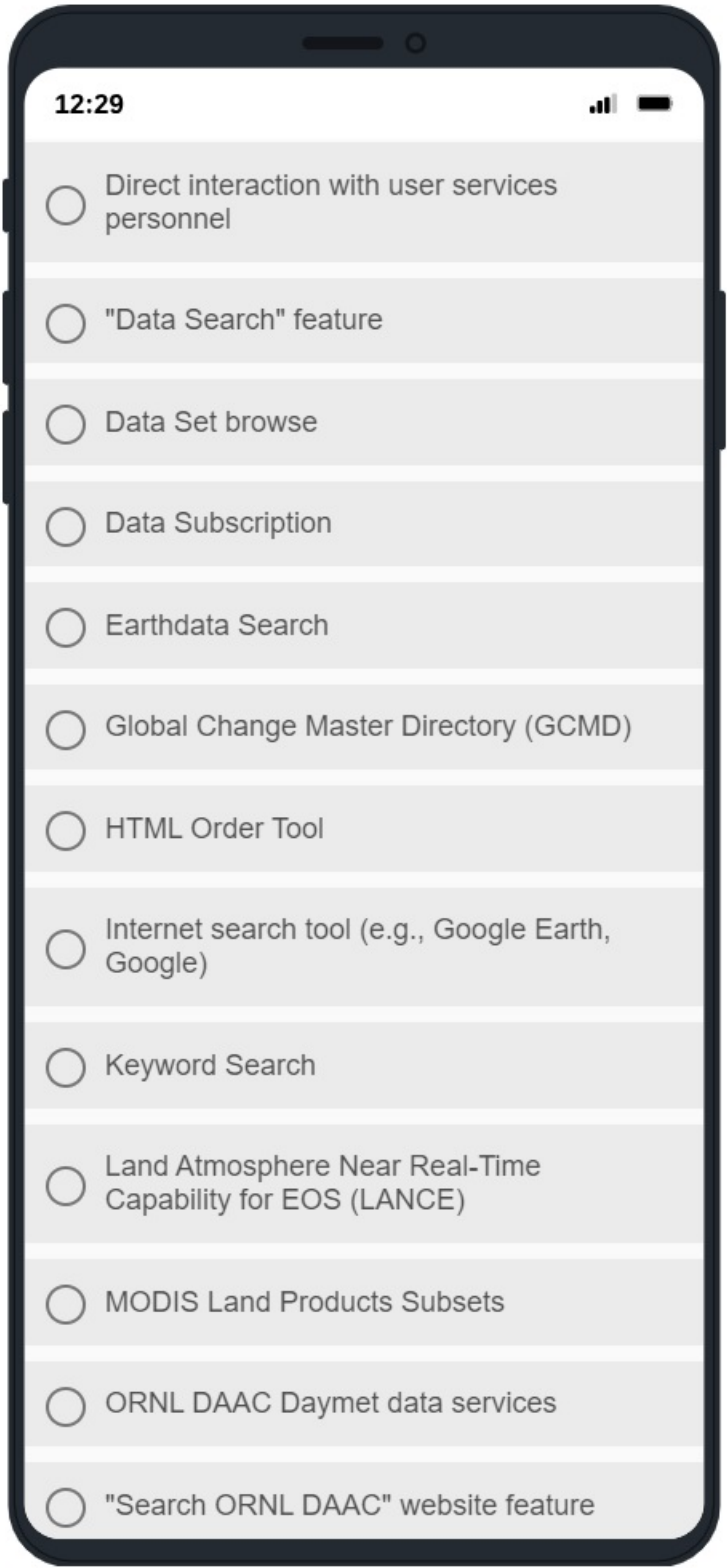 12:29
Direct interaction with user services
personnel
"Data Search" feature
Data Set browse
Data Subscription
Earthdata Search
Global Change Master Directory (GCMD)
HTML Order Tool
Internet search tool (e.g., Google Earth,
Google)
Keyword Search
Land Atmosphere Near Real-Time
Capability for EOS (LANCE)
MODIS Land Products Subsets
ORNL DAAC Daymet data services
"Search ORNL DAAC" website feature